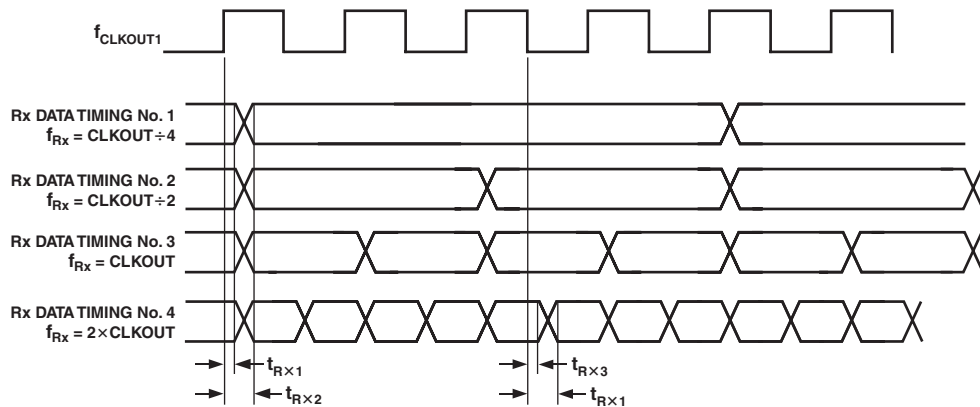 fCLKOUT1
Rx DATA TIMING No. 1
fRx = CLKOUT÷4
Rx DATA TIMING No. 2
fRx = CLKOUT÷2
Rx DATA TIMING No. 3
fRx = CLKOUT
Rx DATA TIMING No. 4
fRx = 2×CLKOUT
tR×1
tR×3
tR×2
tR×1